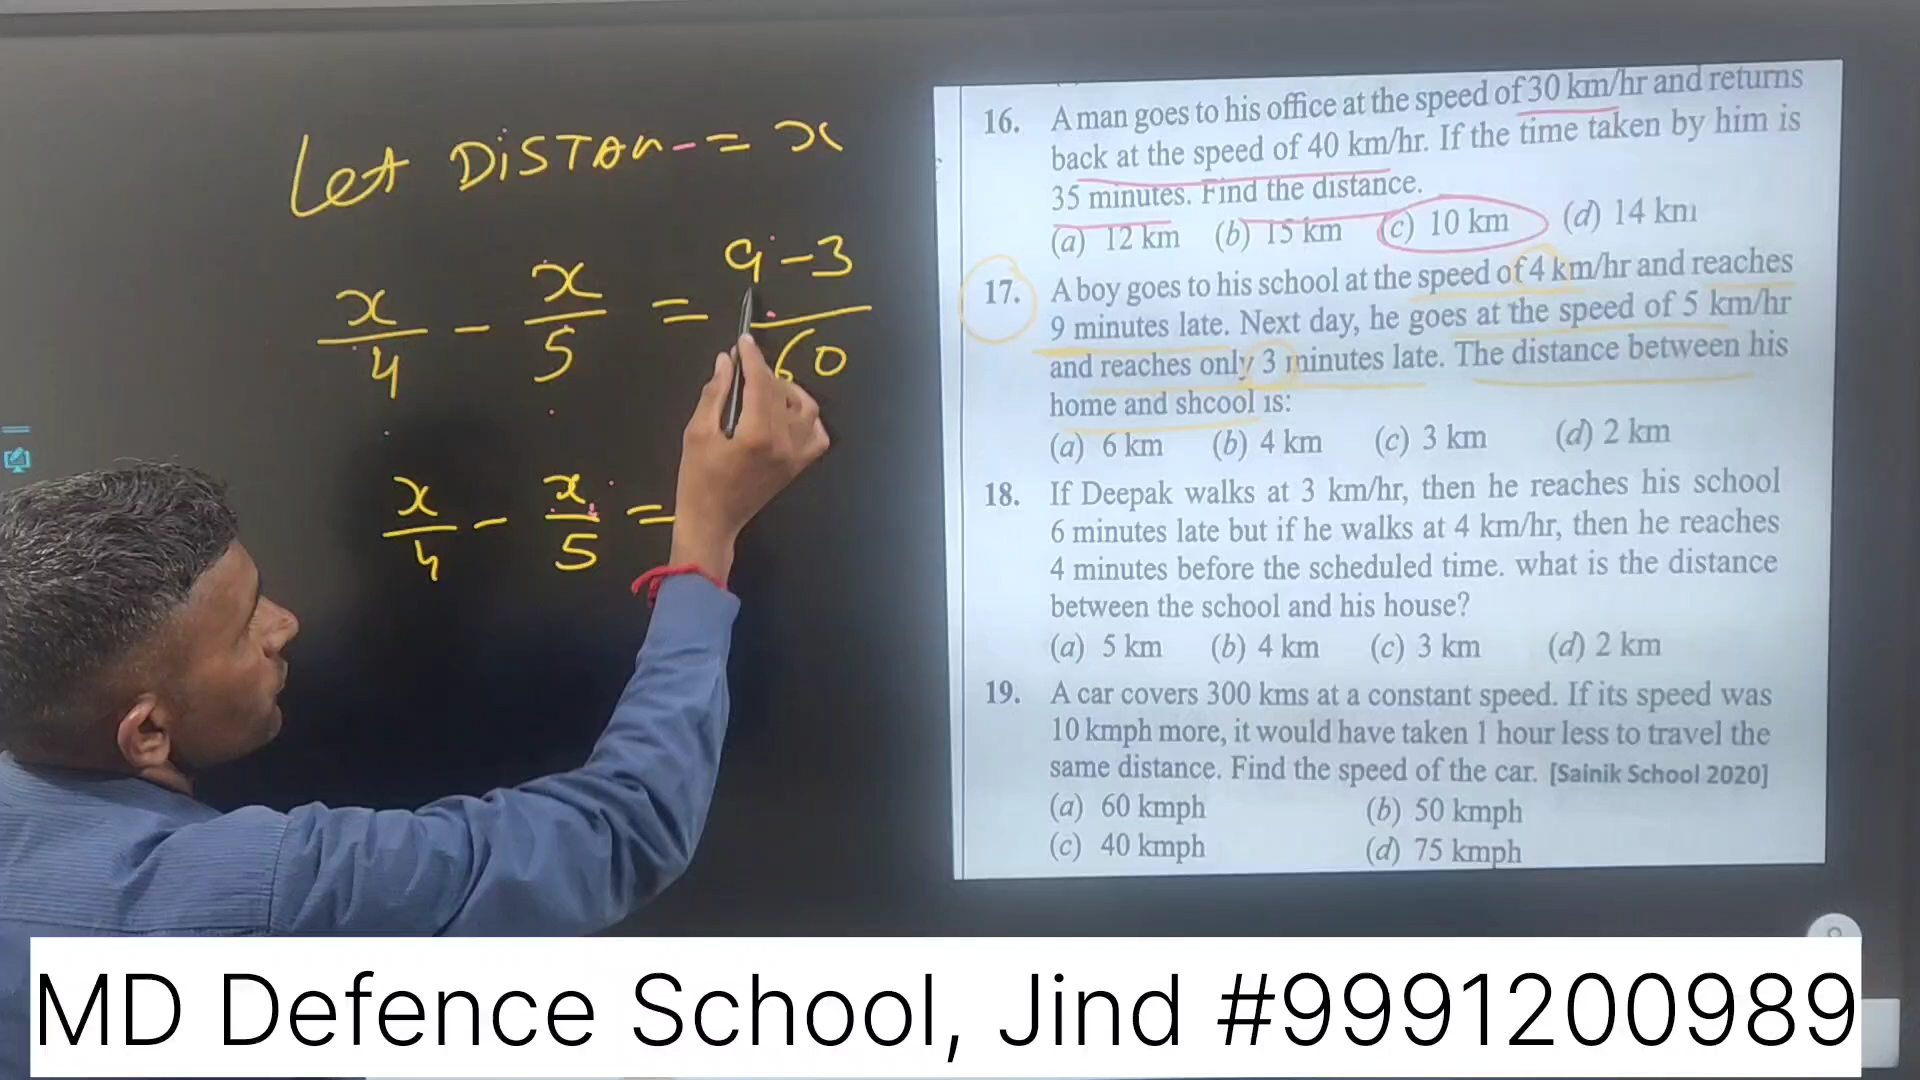 Let DiSTAn-= x
x/4 - x/5 = 9-3/60
x/4 - x/5 =
16. A man goes to his office at the speed of 30 km/hr and returns
back at the speed of 40 km/hr. If the time taken by him is
35 minutes. Find the distance.
(a) 12 km (b) 15 km (c) 10 km (d) 14 km
17. A boy goes to his school at the speed of 4 km/hr and reaches
9 minutes late. Next day, he goes at the speed of 5 km/hr
and reaches only 3 minutes late. The distance between his
home and shcool is:
(a) 6 km (b) 4 km (c) 3 km (d) 2 km
18. If Deepak walks at 3 km/hr, then he reaches his school
6 minutes late but if he walks at 4 km/hr, then he reaches
4 minutes before the scheduled time. what is the distance
between the school and his house?
(a) 5 km (b) 4 km (c) 3 km (d) 2 km
19. A car covers 300 kms at a constant speed. If its speed was
10 kmph more, it would have taken 1 hour less to travel the
same distance. Find the speed of the car. [Sainik School 2020]
(a) 60 kmph (b) 50 kmph
(c) 40 kmph (d) 75 kmph
MD Defence School, Jind #9991200989